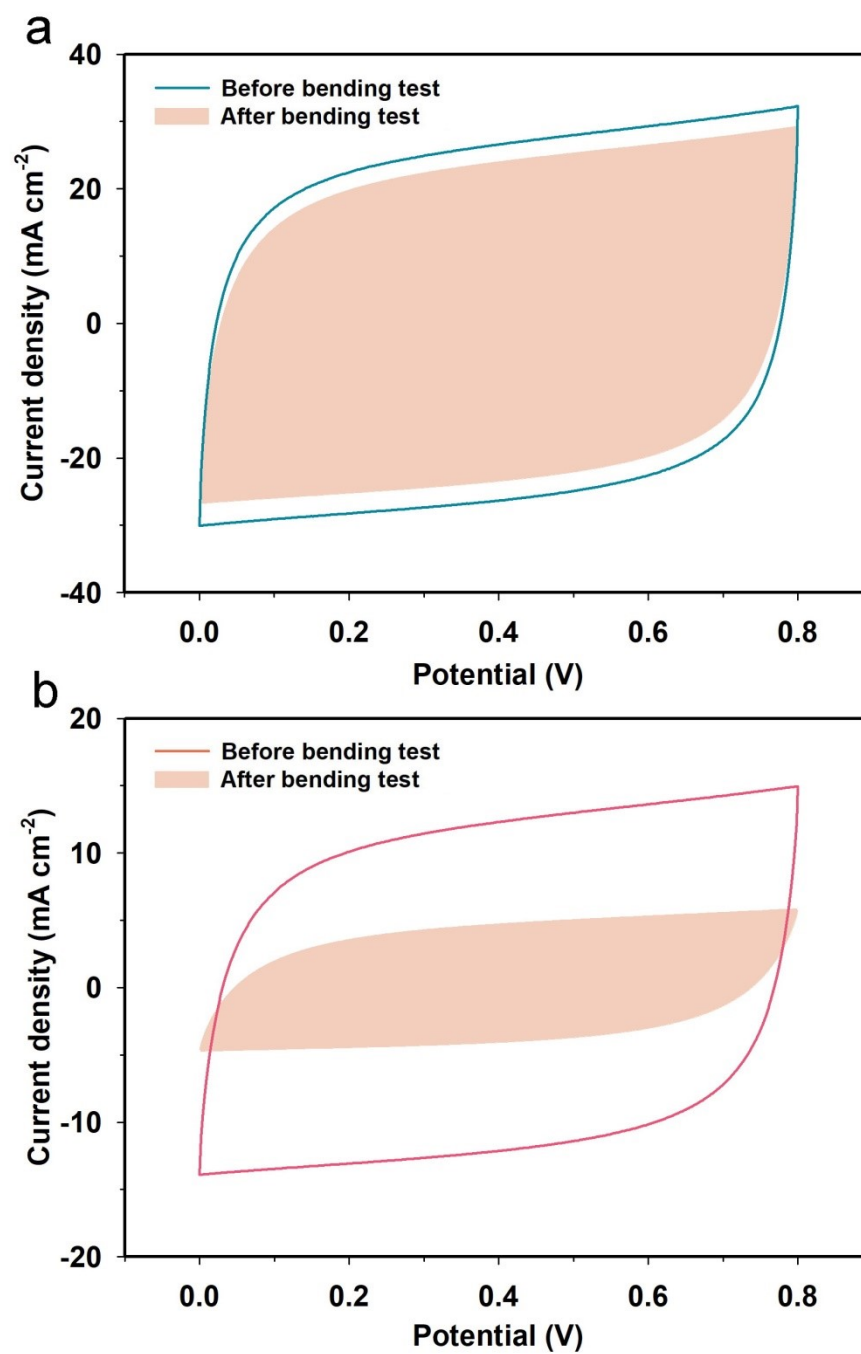 a
Before bending test
After bending test
40
20
0
-20
-40
Current density (mA cm-2)
0.0 0.2 0.4 0.6 0.8
Potential (V)
b
Before bending test
After bending test
20
10
0
-10
-20
Current density (mA cm-2)
0.0 0.2 0.4 0.6 0.8
Potential (V)